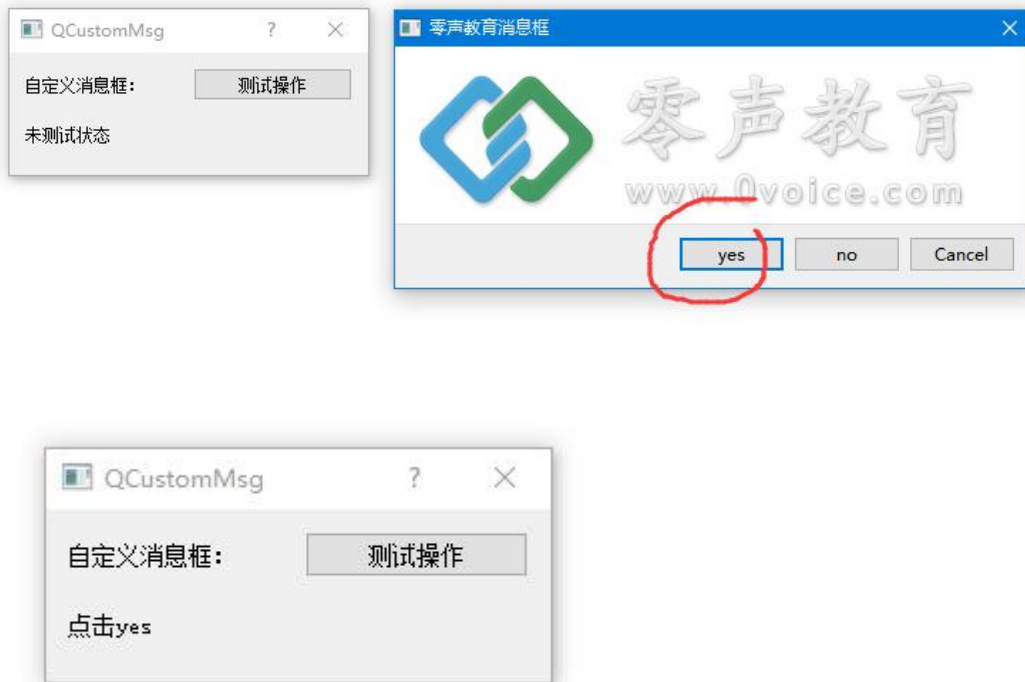 QCustomMsg
自定义消息框:
测试操作
未测试状态
零声教育消息框
零声教育
www.0voice.com
yes
no
Cancel
QCustomMsg
自定义消息框:
测试操作
点击yes